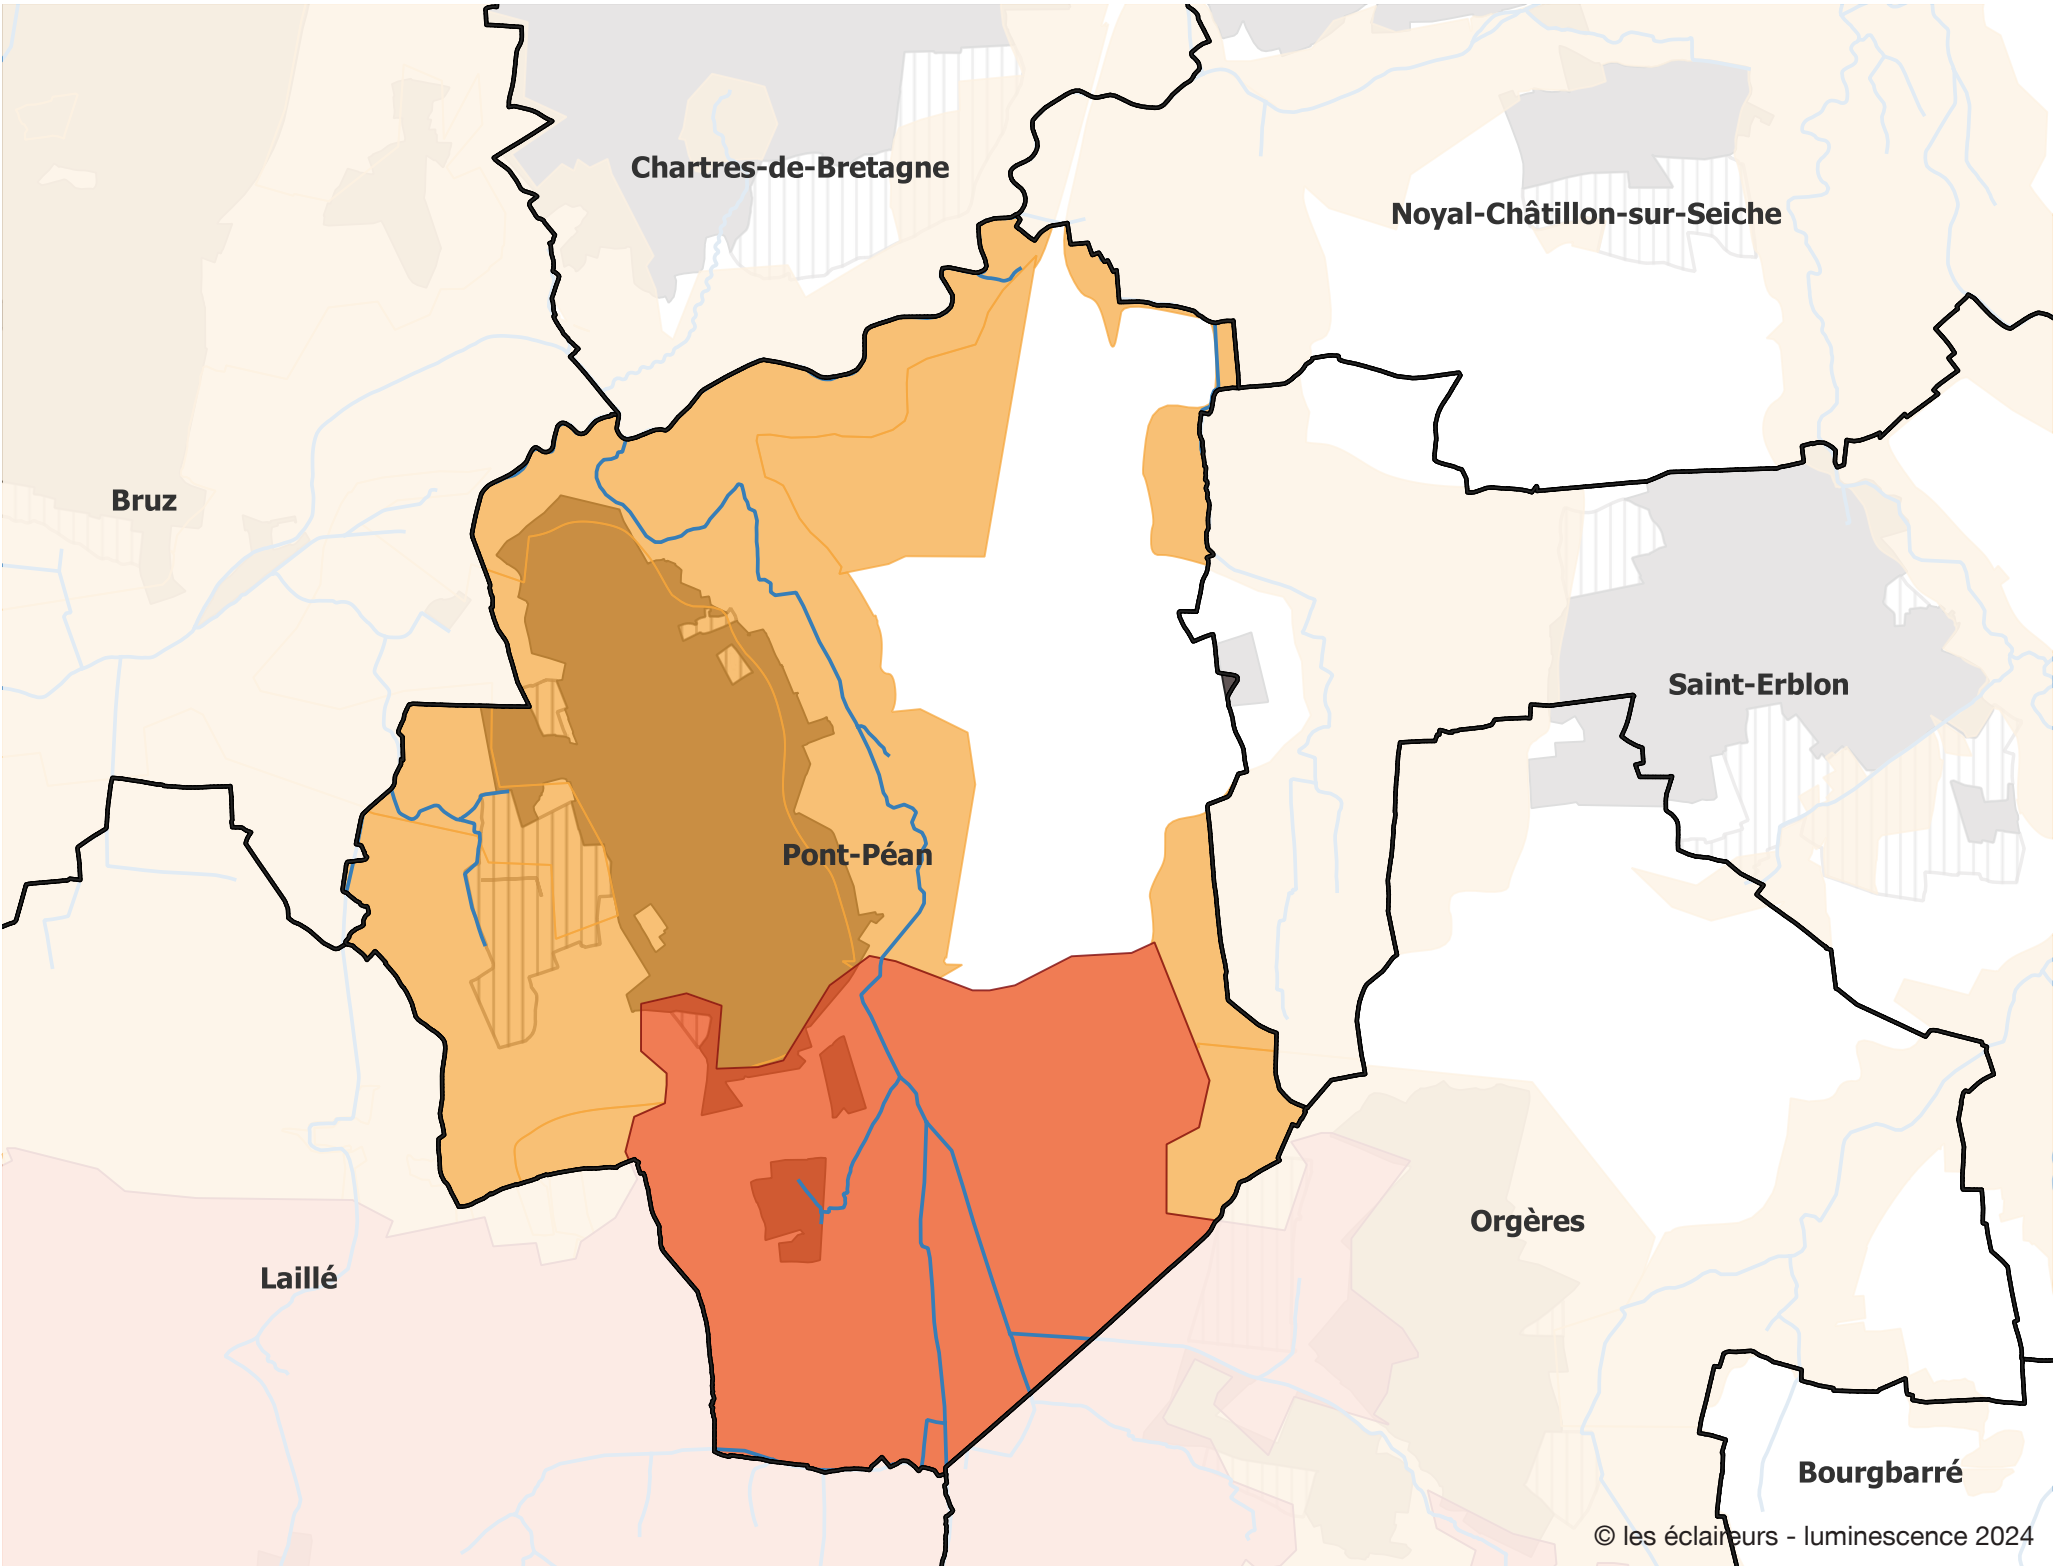 Chartres-de-Bretagne
Noyal-Châtillon-sur-Seiche
Bruz
Saint-Erblon
Pont-Péan
Orgères
Laillé
Bourgbarré
© les éclaireurs - luminescence 2024